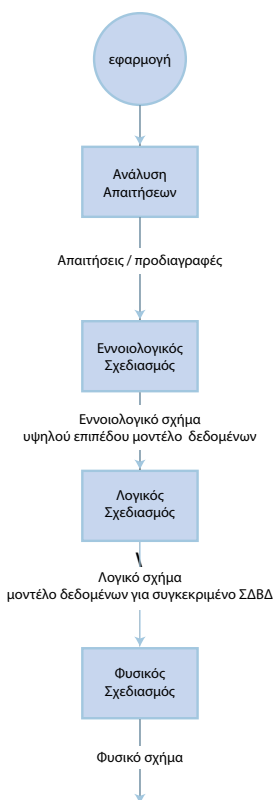 εφαρμογή
Ανάλυση
Απαιτήσεων
Απαιτήσεις / προδιαγραφές
Εννοιολογικός
Σχεδιασμός
Εννοιολογικό σχήμα
υψηλού επιπέδου μοντέλο δεδομένων
Λογικός
Σχεδιασμός
Λογικό σχήμα
μοντέλο δεδομένων για συγκεκριμένο ΣΔΒΔ
Φυσικός
Σχεδιασμός
Φυσικό σχήμα